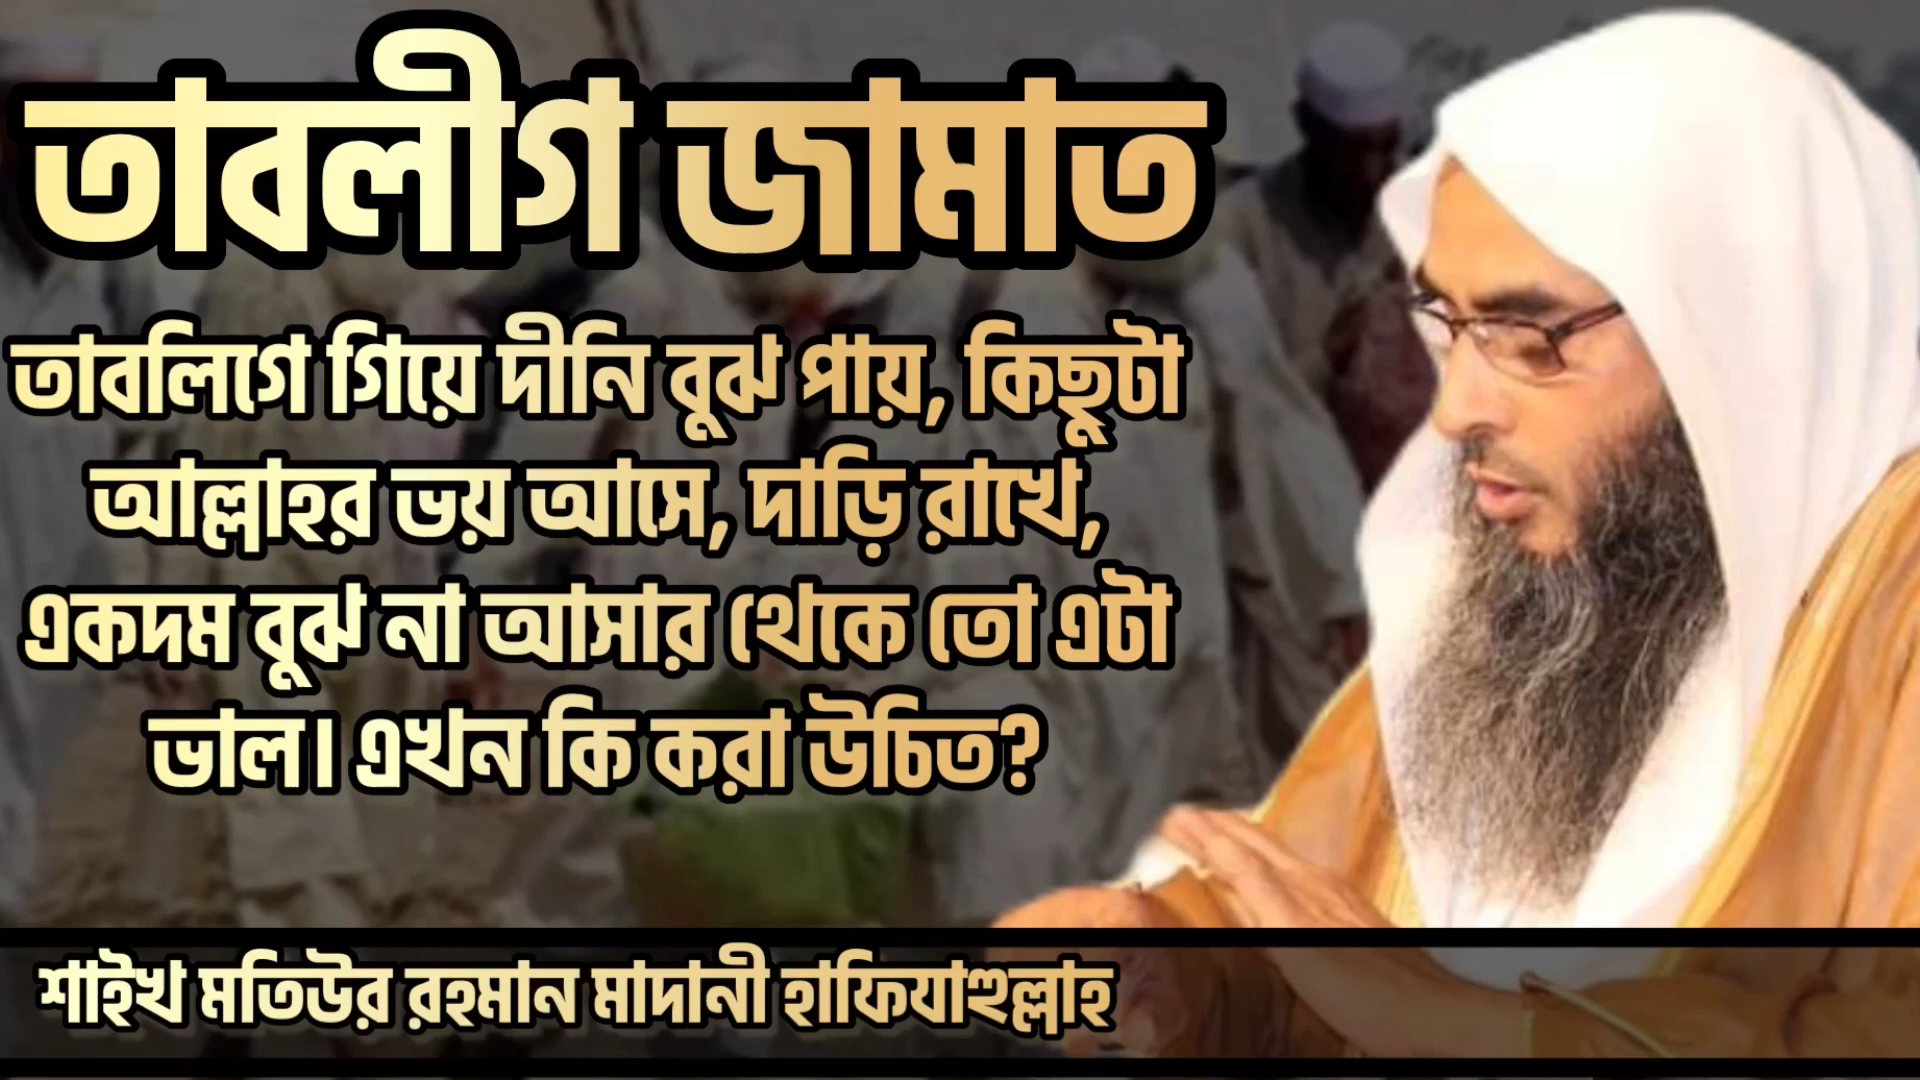 তাবলীগ জামাত
তাবলিগে গিয়ে দীনি বুঝ পায়, কিছুটা
আল্লাহর ভয় আসে, দাড়ি রাখে,
একদম বুঝ না আসার থেকে তো এটা
ভাল। এখন কি করা উচিত?
শাইখ মতিউর রহমান মাদানী হাফিযাহুল্লাহ